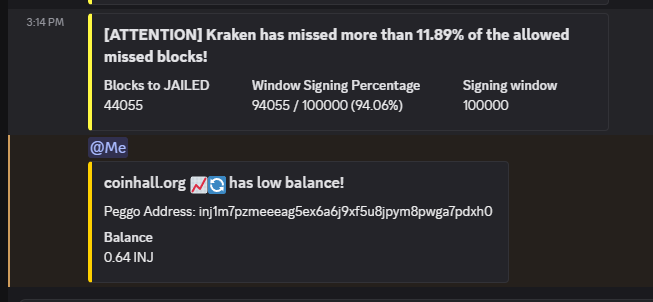 3:14 PM
[ATTENTION] Kraken has missed more than 11.89% of the allowed
missed blocks!
Blocks to JAILED Window Signing Percentage Signing window
44055 94055 / 100000 (94.06%) 100000
@Me
coinhall.org 📈🔄 has low balance!
Peggo Address: inj1m7pzmeeeag5ex6a6j9xf5u8jpym8pwga7pdxh0
Balance
0.64 INJ